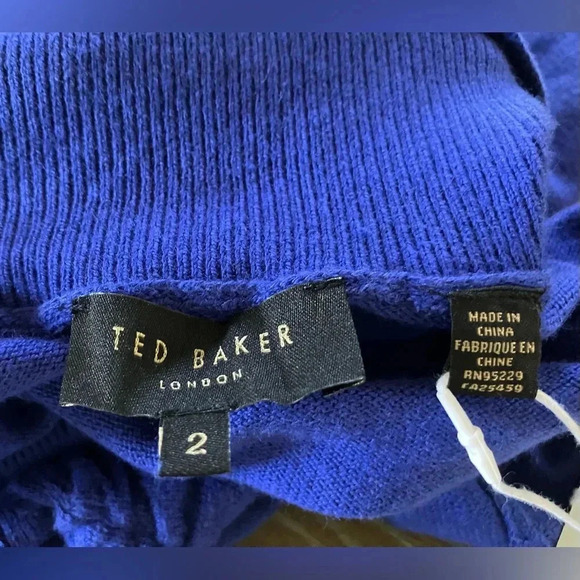 TED BAKER
LONDON
2
MADE IN
CHINA
FABRIQUE EN
CHINE
RN95229
CA25459